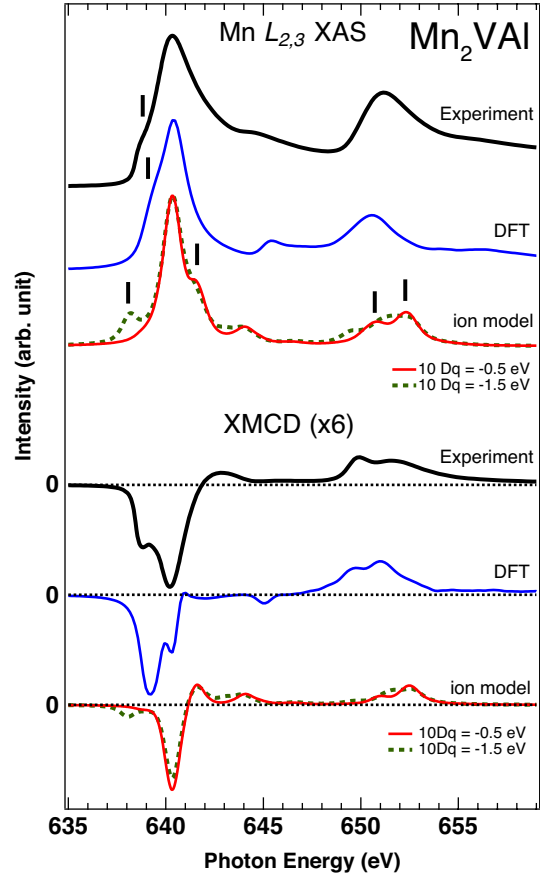 Mn L2,3 XAS
Mn2VAl
Experiment
DFT
ion model
10 Dq = -0.5 eV
10 Dq = -1.5 eV
XMCD (x6)
Experiment
0
DFT
0
ion model
0
10Dq = -0.5 eV
10Dq = -1.5 eV
Intensity (arb. unit)
635 640 645 650 655
Photon Energy (eV)